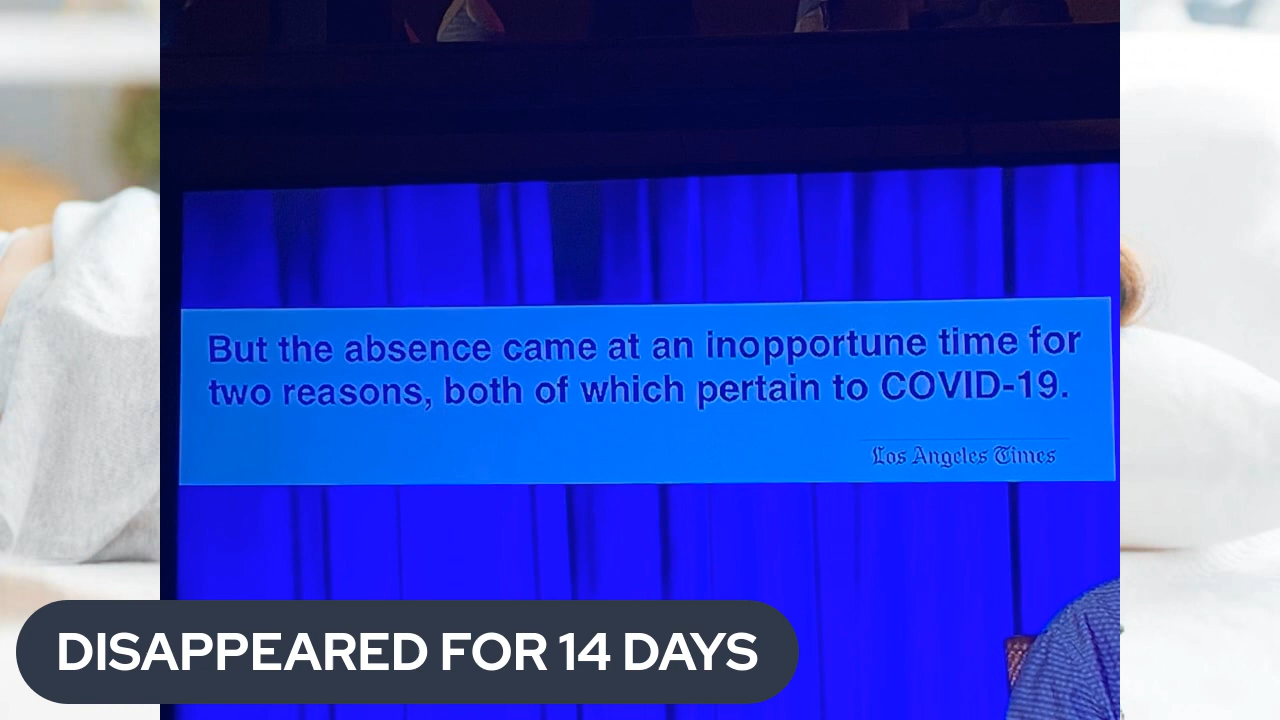 But the absence came at an inopportune time for
two reasons, both of which pertain to COVID-19.
Los Angeles Times
DISAPPEARED FOR 14 DAYS